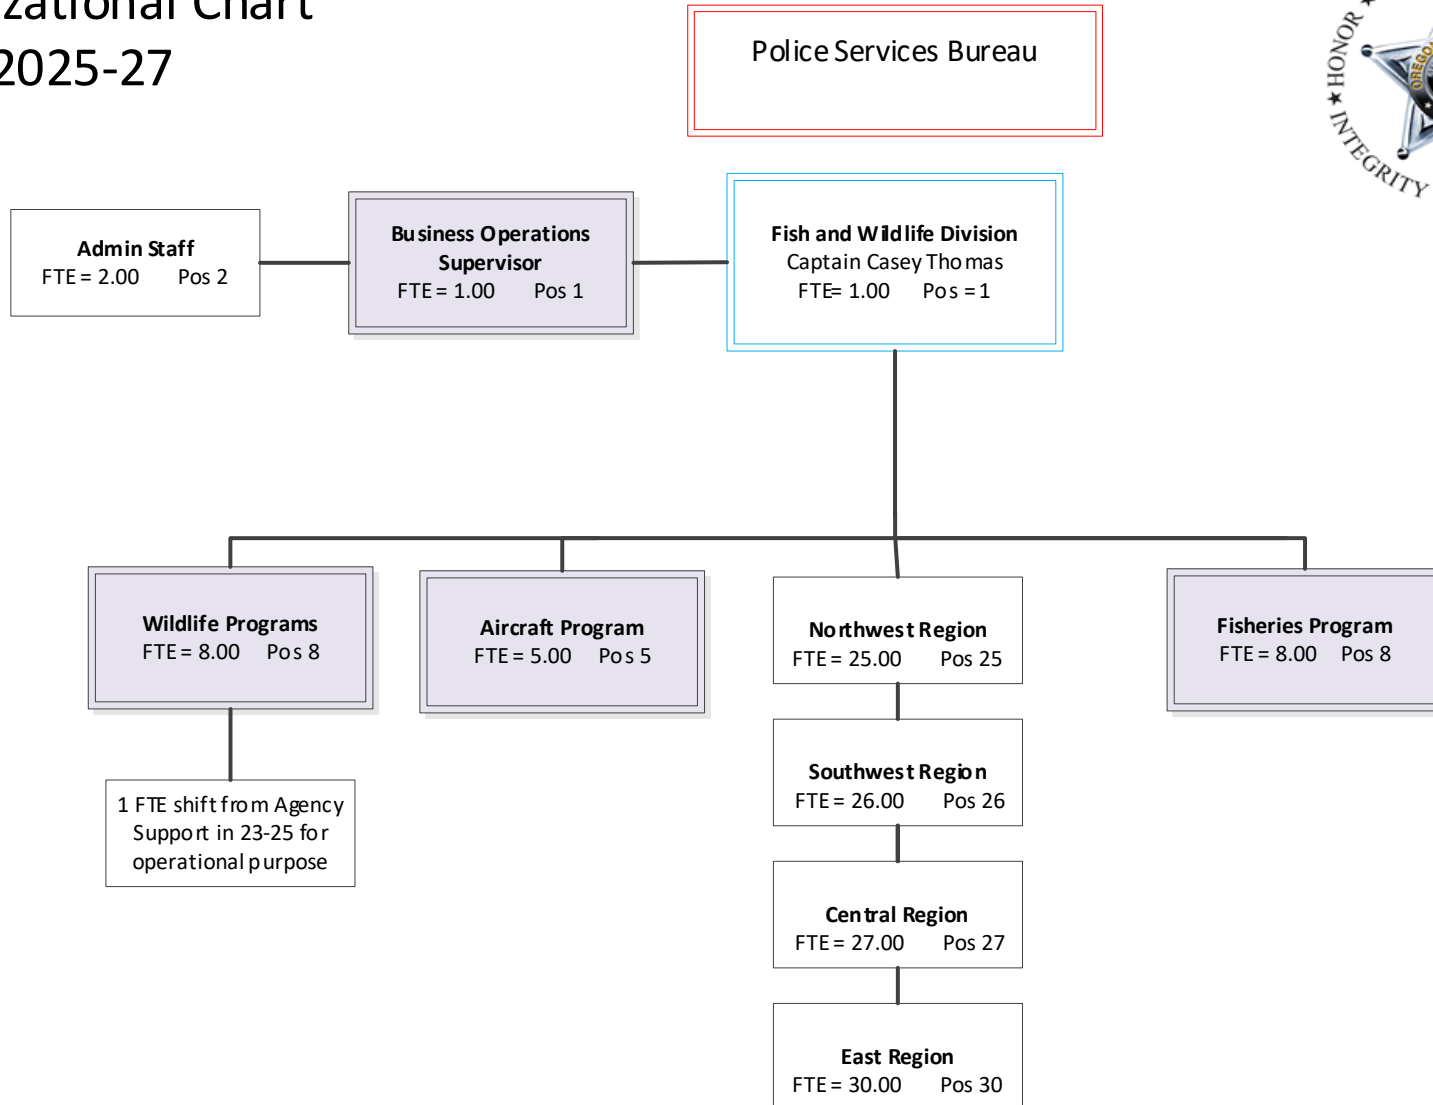 zational Chart
2025-27
Police Services Bureau
HONOR
INTEGRITY
Admin Staff
FTE = 2.00 Pos 2
Business Operations
Supervisor
FTE = 1.00 Pos 1
Fish and Wildlife Division
Captain Casey Thomas
FTE= 1.00 Pos =1
Wildlife Programs
FTE = 8.00 Pos 8
Aircraft Program
FTE = 5.00 Pos 5
Northwest Region
FTE = 25.00 Pos 25
Fisheries Program
FTE = 8.00 Pos 8
1 FTE shift from Agency
Support in 23-25 for
operational purpose
Southwest Region
FTE = 26.00 Pos 26
Central Region
FTE = 27.00 Pos 27
East Region
FTE = 30.00 Pos 30